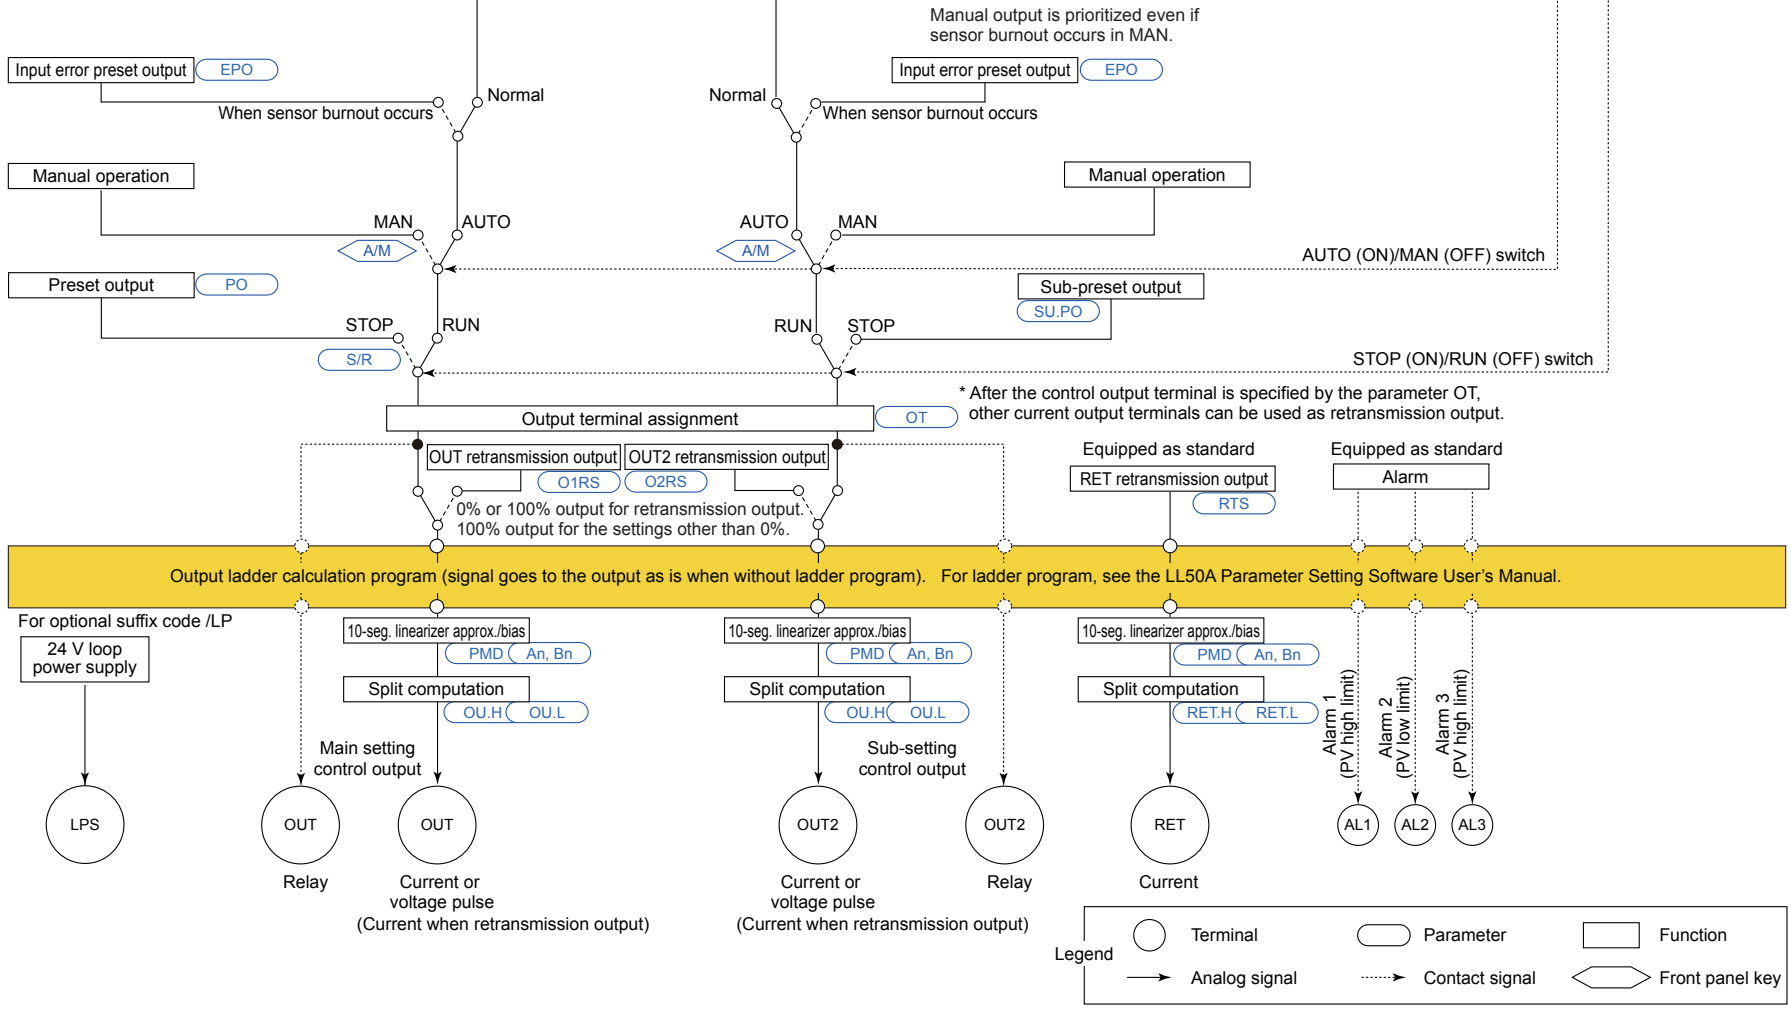 Manual output is prioritized even if
sensor burnout occurs in MAN.
Input error preset output
EPO
Input error preset output
EPO
Normal
When sensor burnout occurs
Normal
When sensor burnout occurs
Manual operation
Manual operation
MAN
AUTO
A/M
AUTO
MAN
A/M
AUTO (ON)/MAN (OFF) switch
Preset output
PO
Sub-preset output
SU.PO
STOP
RUN
S/R
RUN
STOP
STOP (ON)/RUN (OFF) switch
* After the control output terminal is specified by the parameter OT,
other current output terminals can be used as retransmission output.
Output terminal assignment
OT
OUT retransmission output
O1RS
OUT2 retransmission output
O2RS
Equipped as standard
RET retransmission output
RTS
Equipped as standard
Alarm
0% or 100% output for retransmission output.
100% output for the settings other than 0%.
Output ladder calculation program (signal goes to the output as is when without ladder program). For ladder program, see the LL50A Parameter Setting Software User's Manual.
For optional suffix code /LP
24 V loop
power supply
10-seg. linearizer approx./bias
PMD
An, Bn
Split computation
OU.H
OU.L
10-seg. linearizer approx./bias
PMD
An, Bn
Split computation
OU.H
OU.L
10-seg. linearizer approx./bias
PMD
An, Bn
Split computation
RET.H
RET.L
Alarm 1
(PV high limit)
Alarm 2
(PV low limit)
Alarm 3
(PV high limit)
Main setting
control output
Sub-setting
control output
LPS
OUT
OUT
OUT2
OUT2
RET
AL1
AL2
AL3
Relay
Current or
voltage pulse
(Current when retransmission output)
Current or
voltage pulse
(Current when retransmission output)
Relay
Current
Legend
Terminal
Parameter
Function
Analog signal
Contact signal
Front panel key